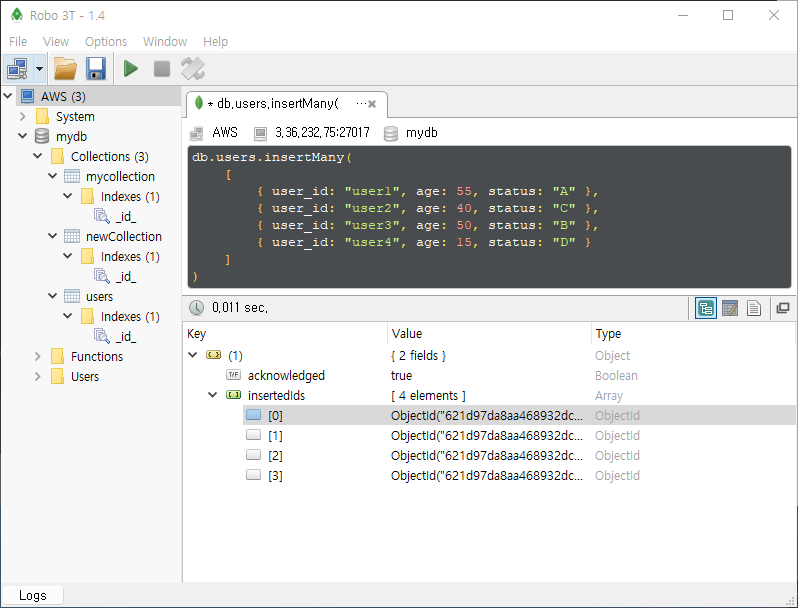 Robo 3T - 1.4
File View Options Window Help
AWS (3)
System
mydb
Collections (3)
mycollection
Indexes (1)
_id_
newCollection
Indexes (1)
_id_
users
Indexes (1)
_id_
Functions
Users
* db,users,insertMany( ···
AWS 3,36,232,75:27017 mydb
db.users.insertMany(
[
{ user_id: "user1", age: 55, status: "A" },
{ user_id: "user2", age: 40, status: "C" },
{ user_id: "user3", age: 50, status: "B" },
{ user_id: "user4", age: 15, status: "D" }
]
)
0,011 sec,
Key Value Type
(1) { 2 fields } Object
T/F acknowledged true Boolean
insertedIds [ 4 elements ] Array
[0] ObjectId("621d97da8aa468932dc... ObjectId
[1] ObjectId("621d97da8aa468932dc... ObjectId
[2] ObjectId("621d97da8aa468932dc... ObjectId
[3] ObjectId("621d97da8aa468932dc... ObjectId
Logs